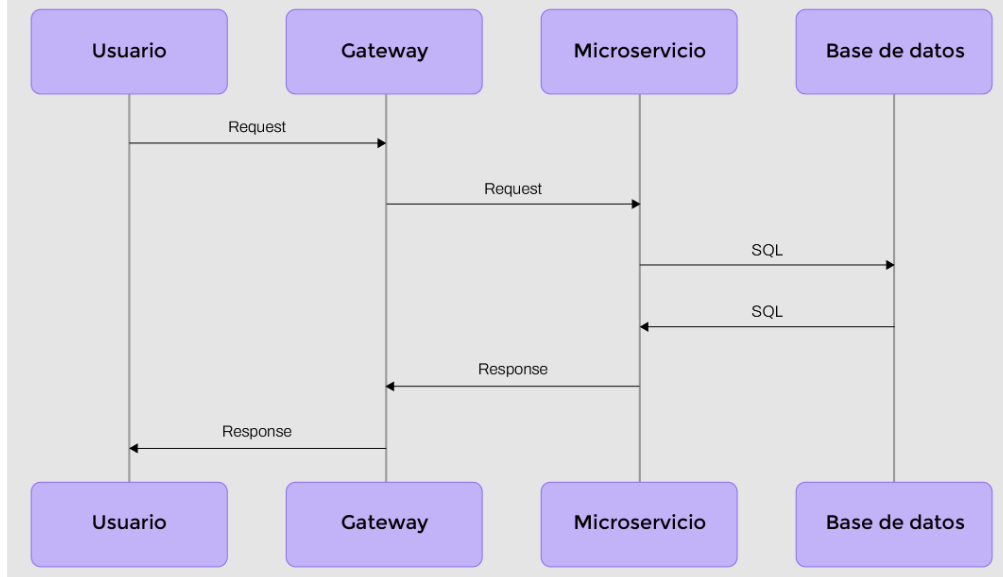 Usuario
Gateway
Microservicio
Base de datos
Request
Request
SQL
SQL
Response
Response
Usuario
Gateway
Microservicio
Base de datos